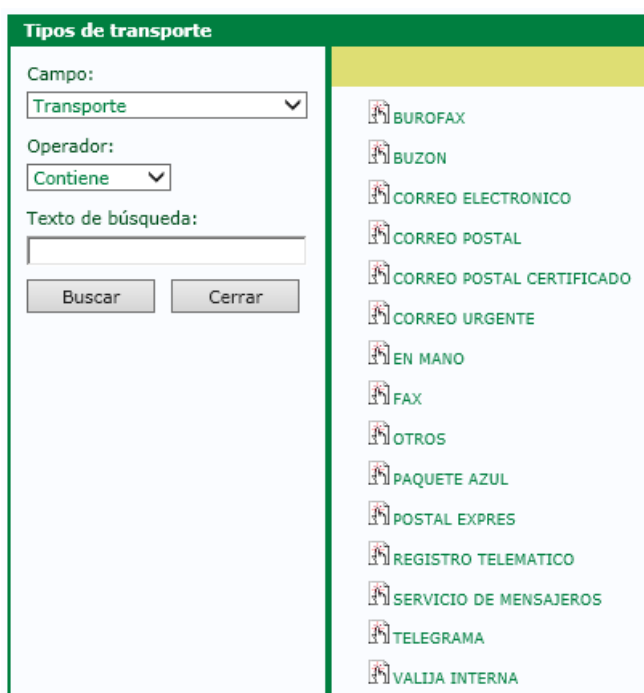 Tipos de transporte
Campo:
Transporte
Operador:
Contiene
Texto de búsqueda:
Buscar Cerrar
BUROFAX
BUZON
CORREO ELECTRONICO
CORREO POSTAL
CORREO POSTAL CERTIFICADO
CORREO URGENTE
EN MANO
FAX
OTROS
PAQUETE AZUL
POSTAL EXPRES
REGISTRO TELEMATICO
SERVICIO DE MENSAJEROS
TELEGRAMA
VALIJA INTERNA